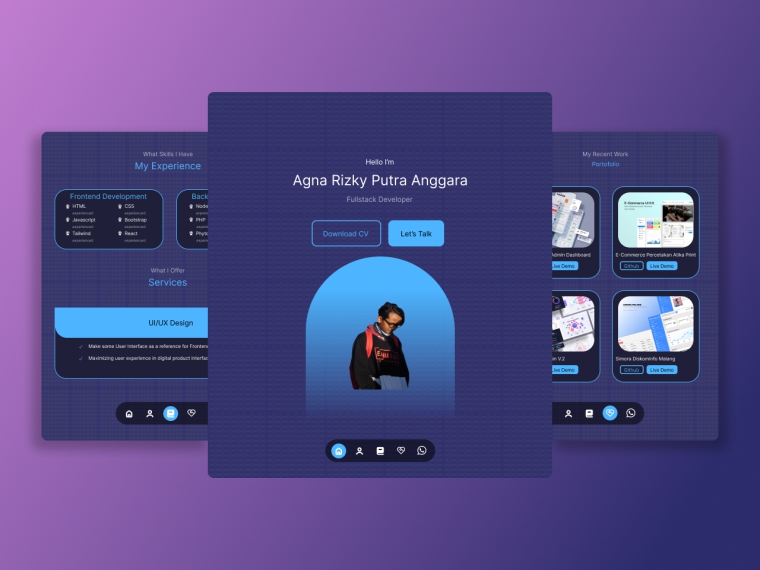 What Skills I Have
My Experience
Frontend Development
HTML
experienced
CSS
experienced
Javascript
experienced
Bootstrap
experienced
Tailwind
experienced
React
experienced
Back
Node
PHP
What I Offer
Services
UI/UX Design
Make some User Interface as a reference for Fronten
Maximizing user experience in digital product interfac
Hello I'm
Agna Rizky Putra Anggara
Fullstack Developer
Download CV
Let's Talk
My Recent Work
Portofolio
Admin Dashboard
Live Demo
E-Commerce Percetakan Alika Print
Github
Live Demo
V.2
Live Demo
Simora Diskominfo Malang
Github
Live Demo